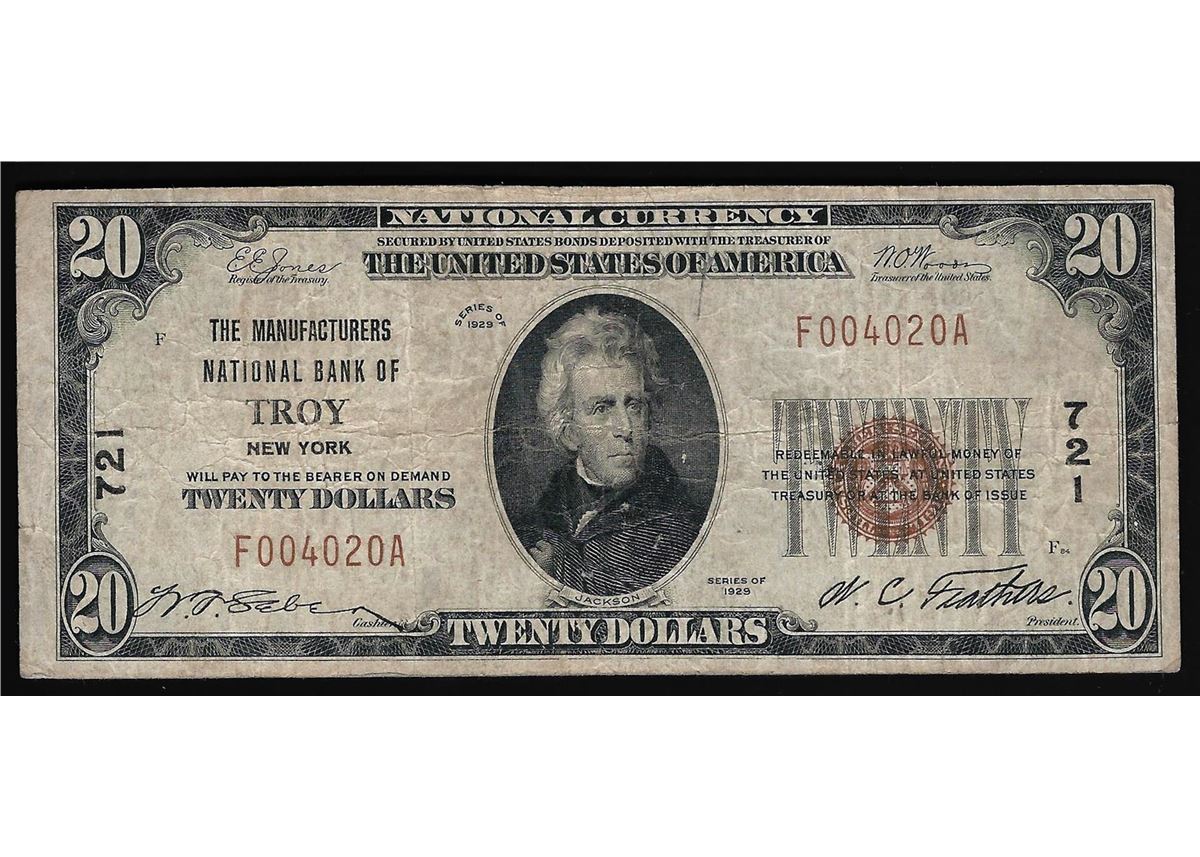 NATIONAL CURRENCY
SECURED BY UNITED STATES BONDS DEPOSITED WITH THE TREASURER OF
THE UNITED STATES OF AMERICA
20
20
E E Jones
Register of the Treasury.
W.O. Woods
Treasurer of the United States.
SERIES OF
1929
F
THE MANUFACTURERS
NATIONAL BANK OF
TROY
NEW YORK
WILL PAY TO THE BEARER ON DEMAND
TWENTY DOLLARS
F004020A
721
F004020A
721
TWENTY
REDEEMABLE IN LAWFUL MONEY OF
THE UNITED STATES AT UNITED STATES
TREASURY OR AT THE BANK OF ISSUE
F84
SERIES OF
1929
JACKSON
20
Cashier
W. C. Feathers.
President.
20
TWENTY DOLLARS